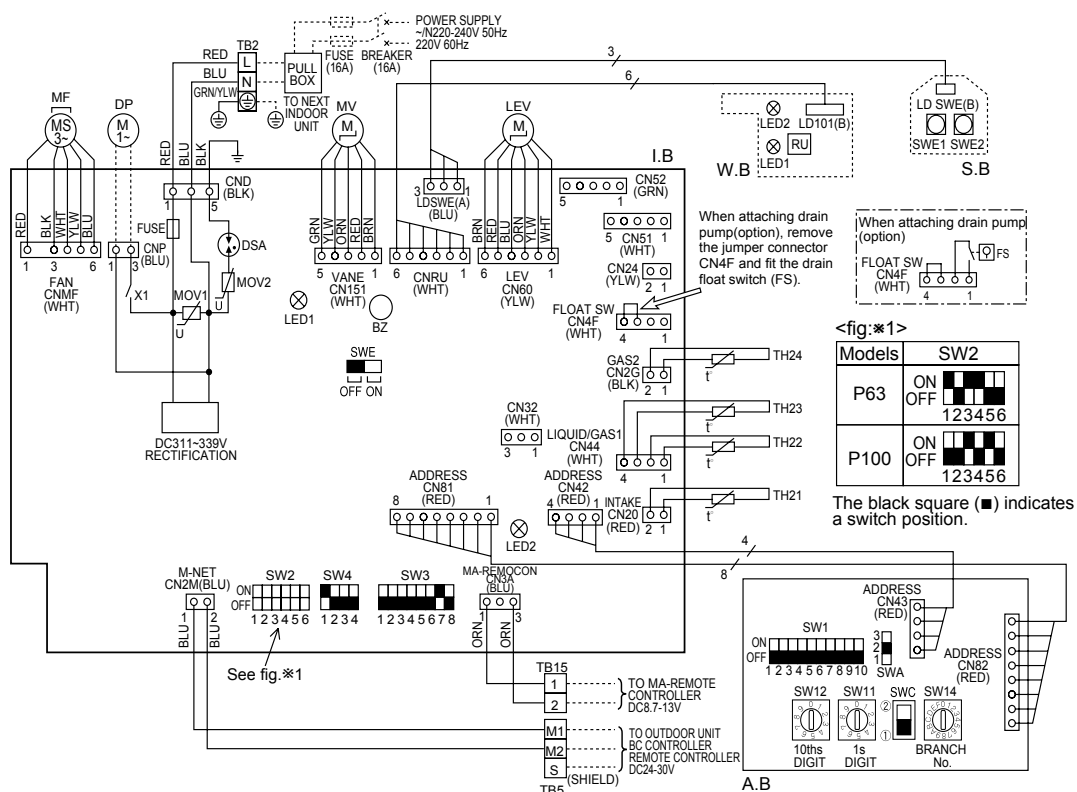 POWER SUPPLY
~/N220-240V 50Hz
220V 60Hz
FUSE
(16A)
BREAKER
(16A)
TB2
RED
L
BLU
N
GRN/YLW
PULL
BOX
TO NEXT
INDOOR
UNIT
MF
MS
3~
DP
M
1~
MV
M
LEV
M
3
6
LED2
LED1
RU
LD101(B)
W.B
LD SWE(B)
SWE1 SWE2
S.B
I.B
RED
BLU
BLK
RED
BLK
WHT
YLW
BLU
1 3 6
FAN
CNMF
(WHT)
1 3
CNP
(BLU)
X1
CND
(BLK)
1 5
FUSE
DSA
MOV1
U
MOV2
U
DC311~339V
RECTIFICATION
GRN
YLW
ORN
RED
BRN
5 1
VANE
CN151
(WHT)
LED1
BZ
SWE
OFF ON
3 1
LDSWE(A)
(BLU)
6 1
CNRU
(WHT)
BRN
RED
BLU
ORN
YLW
WHT
6 1
LEV
CN60
(YLW)
CN52
(GRN)
5 1
5 1
CN51
(WHT)
CN24
(YLW)
2 1
FLOAT SW
CN4F
(WHT)
4 1
When attaching drain
pump(option), remove
the jumper connector
CN4F and fit the drain
float switch (FS).
When attaching drain pump
(option)
FLOAT SW
CN4F
(WHT)
4 1
FS
GAS2
CN2G
(BLK)
2 1
t°
TH24
t°
TH23
CN32
(WHT)
3 1
LIQUID/GAS1
CN44
(WHT)
4 1
t°
TH22
INTAKE
CN20
(RED)
2 1
t°
TH21
ADDRESS
CN81
(RED)
8 1
LED2
ADDRESS
CN42
(RED)
4 1
<fig:※1>
Models SW2
P63
ON
OFF
123456
P100
ON
OFF
123456
The black square (■) indicates
a switch position.
M-NET
CN2M(BLU)
1 2
BLU
BLU
SW2
ON
OFF
1 2 3 4 5 6
See fig.※1
SW4
1 2 3 4
SW3
1 2 3 4 5 6 7 8
MA-REMOCON
CN3A
(BLU)
1 3
ORN
ORN
TB15
1
2
TO MA-REMOTE
CONTROLLER
DC8.7-13V
M1
M2
S
(SHIELD)
TB5
TO OUTDOOR UNIT
BC CONTROLLER
REMOTE CONTROLLER
DC24-30V
4
8
ADDRESS
CN43
(RED)
ADDRESS
CN82
(RED)
SW1
ON
OFF
1 2 3 4 5 6 7 8 9 10
3
2
1
SWA
SW12
10ths
DIGIT
SW11
1s
DIGIT
SWC
②
①
SW14
BRANCH
No.
A.B